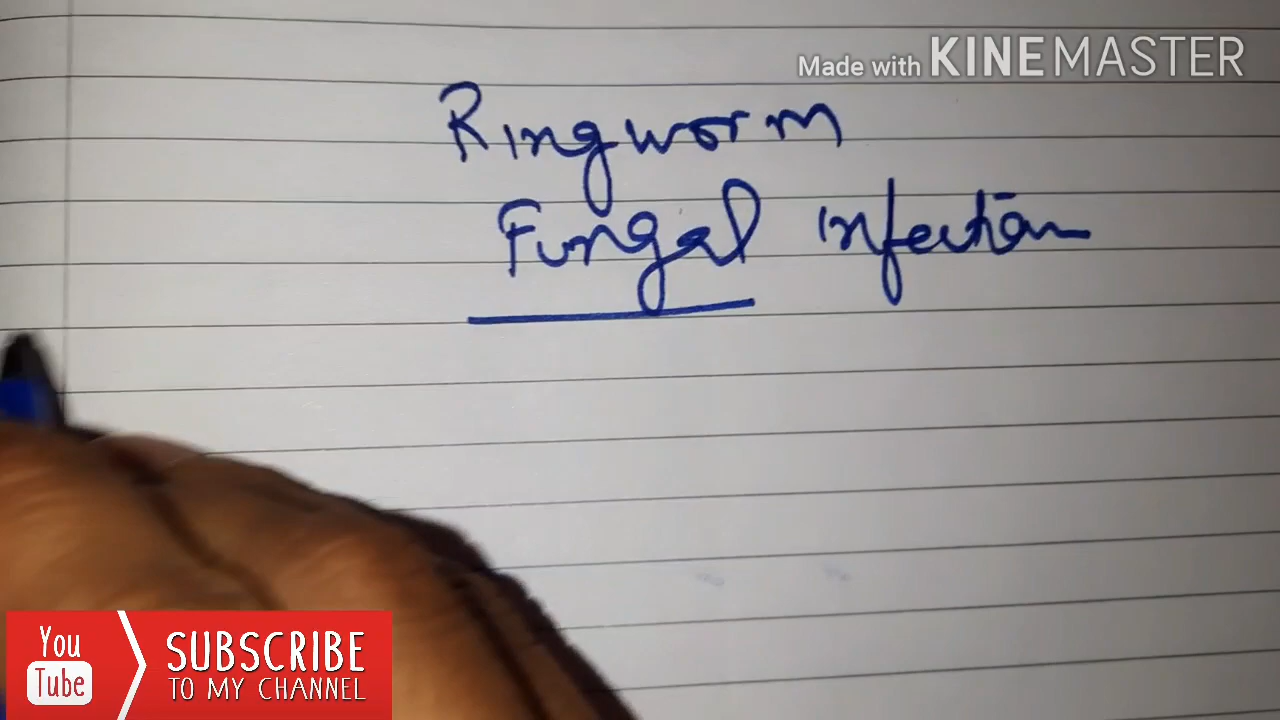 Made with KINEMASTER
Ringworm
Fungal infection
You
Tube
SUBSCRIBE
TO MY CHANNEL